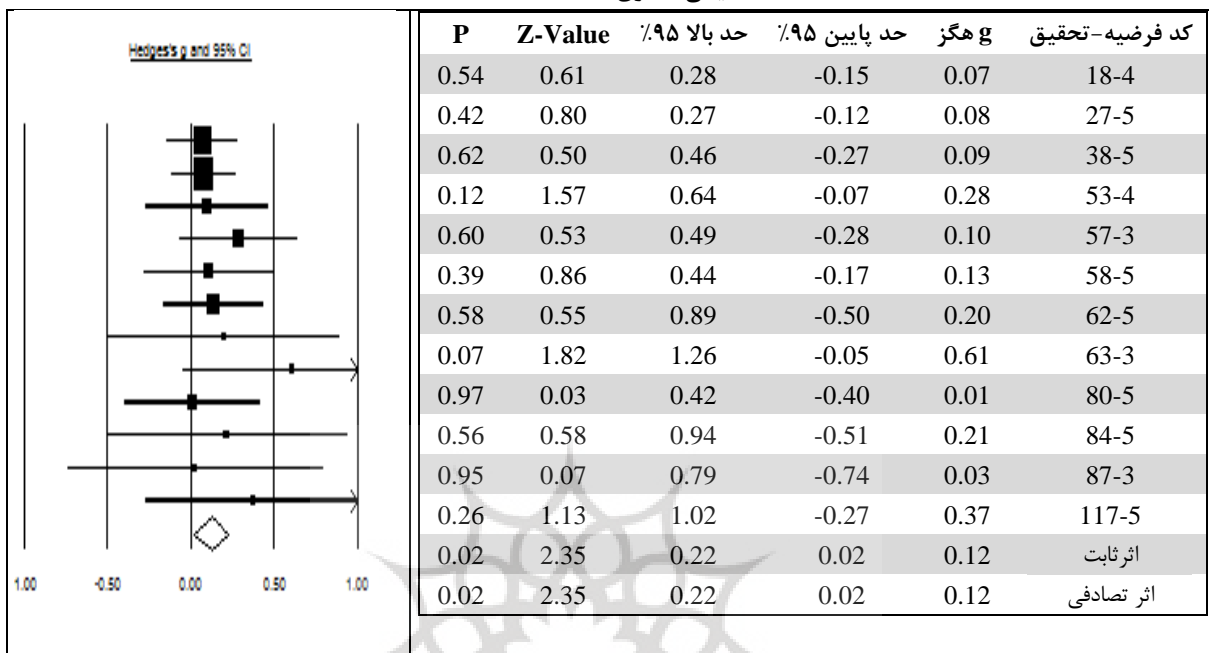 Hedges's g and 95% CI
1.00 -0.50 0.00 0.50 1.00
کد فرضیه-تحقیق g هگز حد پایین ۹۵٪ حد بالا ۹۵٪ Z-Value P
18-4 0.07 -0.15 0.28 0.61 0.54
27-5 0.08 -0.12 0.27 0.80 0.42
38-5 0.09 -0.27 0.46 0.50 0.62
53-4 0.28 -0.07 0.64 1.57 0.12
57-3 0.10 -0.28 0.49 0.53 0.60
58-5 0.13 -0.17 0.44 0.86 0.39
62-5 0.20 -0.50 0.89 0.55 0.58
63-3 0.61 -0.05 1.26 1.82 0.07
80-5 0.01 -0.40 0.42 0.03 0.97
84-5 0.21 -0.51 0.94 0.58 0.56
87-3 0.03 -0.74 0.79 0.07 0.95
117-5 0.37 -0.27 1.02 1.13 0.26
اثر ثابت 0.12 0.02 0.22 2.35 0.02
اثر تصادفی 0.12 0.02 0.22 2.35 0.02